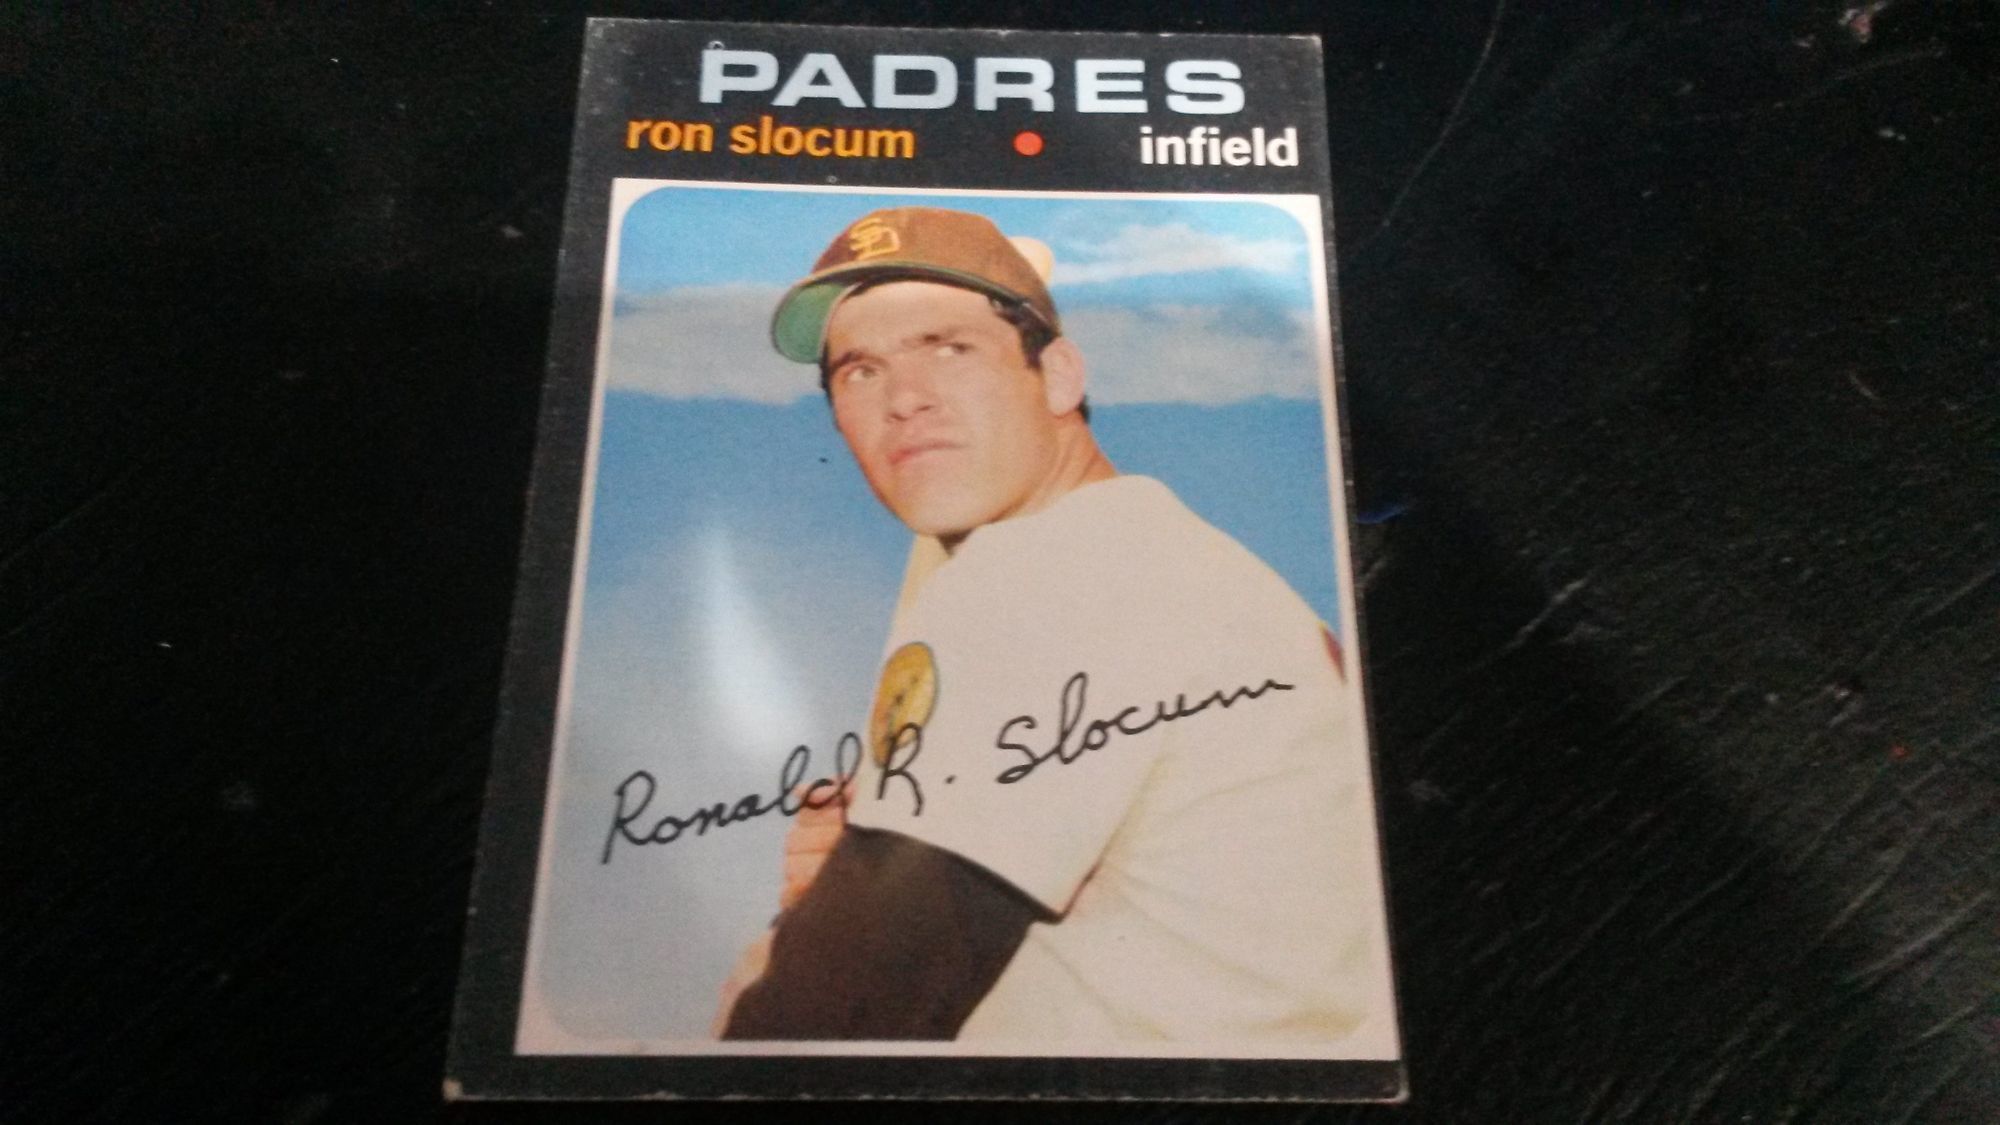 PADRES
ron slocum • infield
SD
Ronald R. Slocum